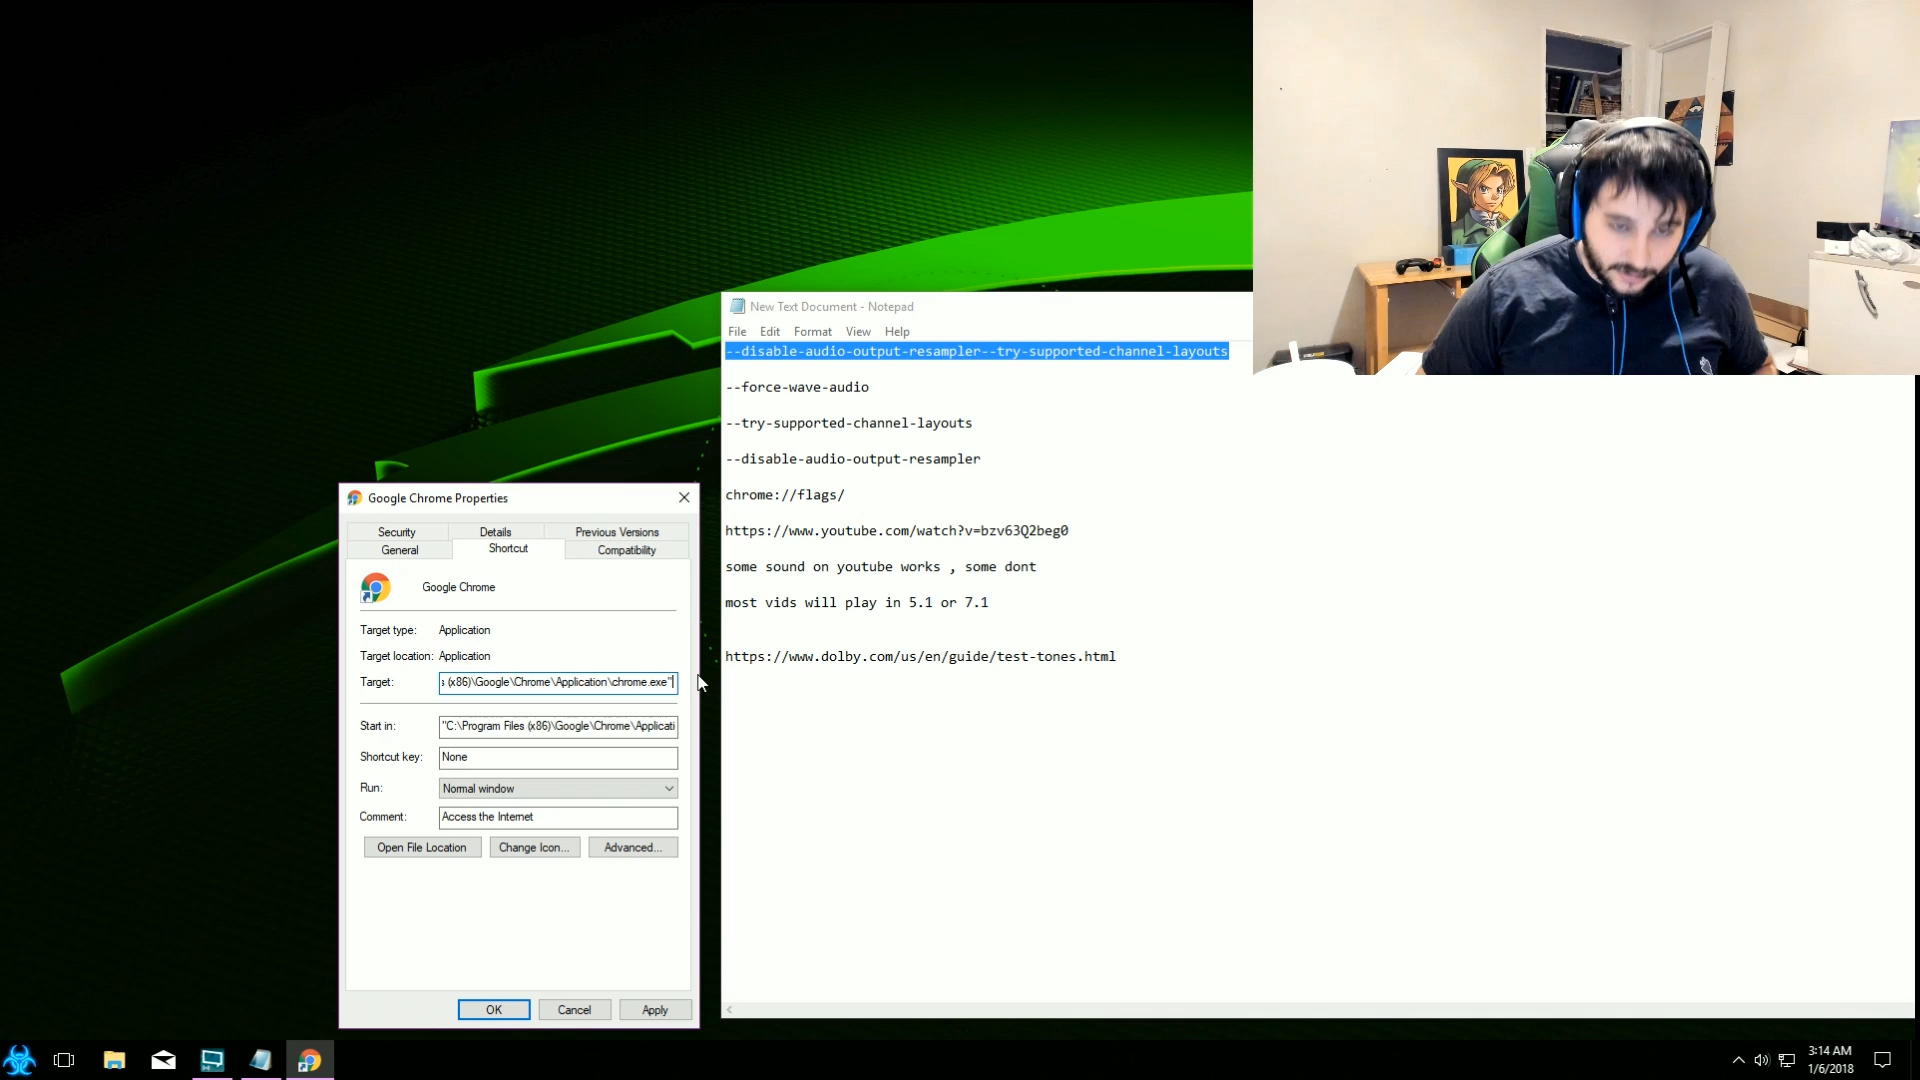 New Text Document - Notepad
File Edit Format View Help
--disable-audio-output-resampler--try-supported-channel-layouts
--force-wave-audio
--try-supported-channel-layouts
--disable-audio-output-resampler
chrome://flags/
https://www.youtube.com/watch?v=bzv63Q2beg0
some sound on youtube works , some dont
most vids will play in 5.1 or 7.1
https://www.dolby.com/us/en/guide/test-tones.html
Google Chrome Properties
Security Details Previous Versions
General Shortcut Compatibility
Google Chrome
Target type: Application
Target location: Application
Target: s (x86)\Google\Chrome\Application\chrome.exe"
Start in: "C:\Program Files (x86)\Google\Chrome\Applicati
Shortcut key: None
Run: Normal window
Comment: Access the Internet
Open File Location Change Icon... Advanced...
OK Cancel Apply
3:14 AM
1/6/2018